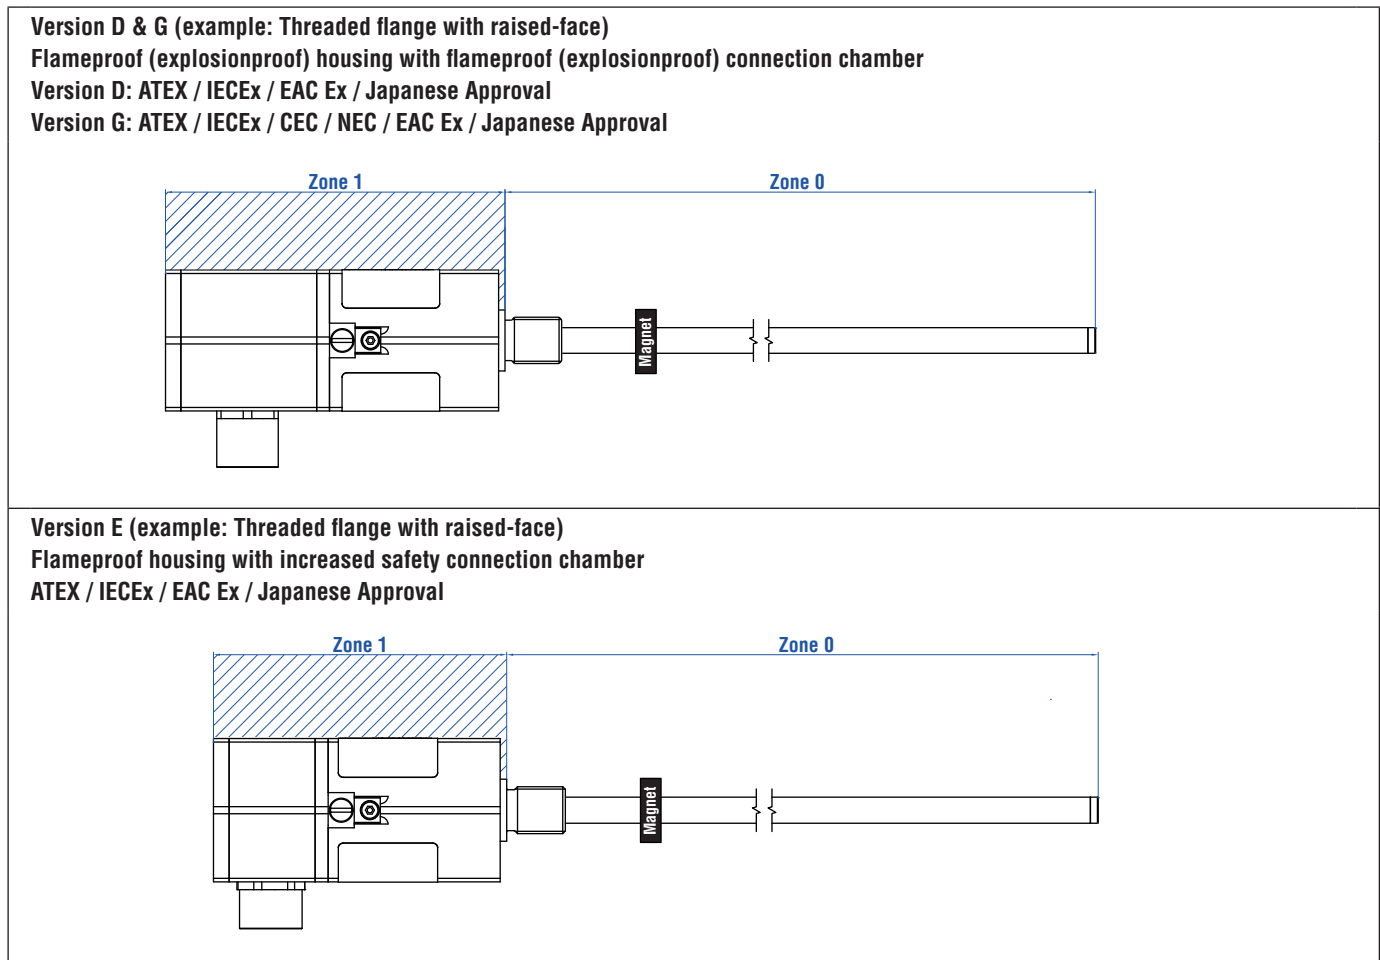 Version D & G (example: Threaded flange with raised-face)
Flameproof (explosionproof) housing with flameproof (explosionproof) connection chamber
Version D: ATEX / IECEx / EAC Ex / Japanese Approval
Version G: ATEX / IECEx / CEC / NEC / EAC Ex / Japanese Approval
Zone 1
Zone 0
Magnet
Version E (example: Threaded flange with raised-face)
Flameproof housing with increased safety connection chamber
ATEX / IECEx / EAC Ex / Japanese Approval
Zone 1
Zone 0
Magnet